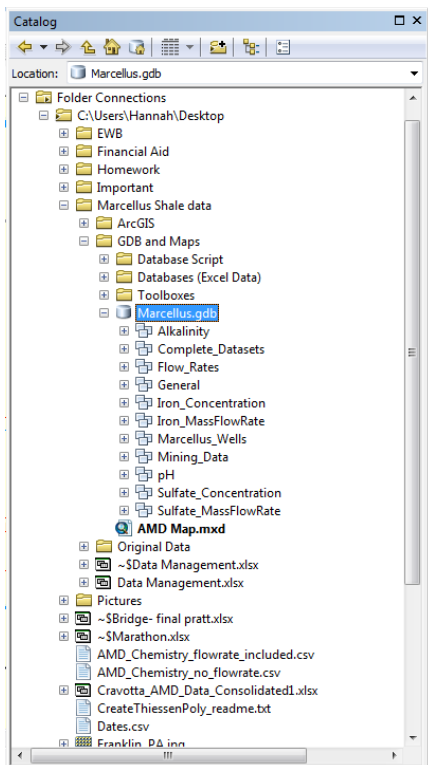 Catalog
Location: Marcellus.gdb
Folder Connections
C:\Users\Hannah\Desktop
EWB
Financial Aid
Homework
Important
Marcellus Shale data
ArcGIS
GDB and Maps
Database Script
Databases (Excel Data)
Toolboxes
Marcellus.gdb
Alkalinity
Complete_Datasets
Flow_Rates
General
Iron_Concentration
Iron_MassFlowRate
Marcellus_Wells
Mining_Data
pH
Sulfate_Concentration
Sulfate_MassFlowRate
AMD Map.mxd
Original Data
~$Data Management.xlsx
Data Management.xlsx
Pictures
~$Bridge- final pratt.xlsx
~$Marathon.xlsx
AMD_Chemistry_flowrate_included.csv
AMD_Chemistry_no_flowrate.csv
Cravotta_AMD_Data_Consolidated1.xlsx
CreateThiessenPoly_readme.txt
Dates.csv
Franklin_PA.jpg